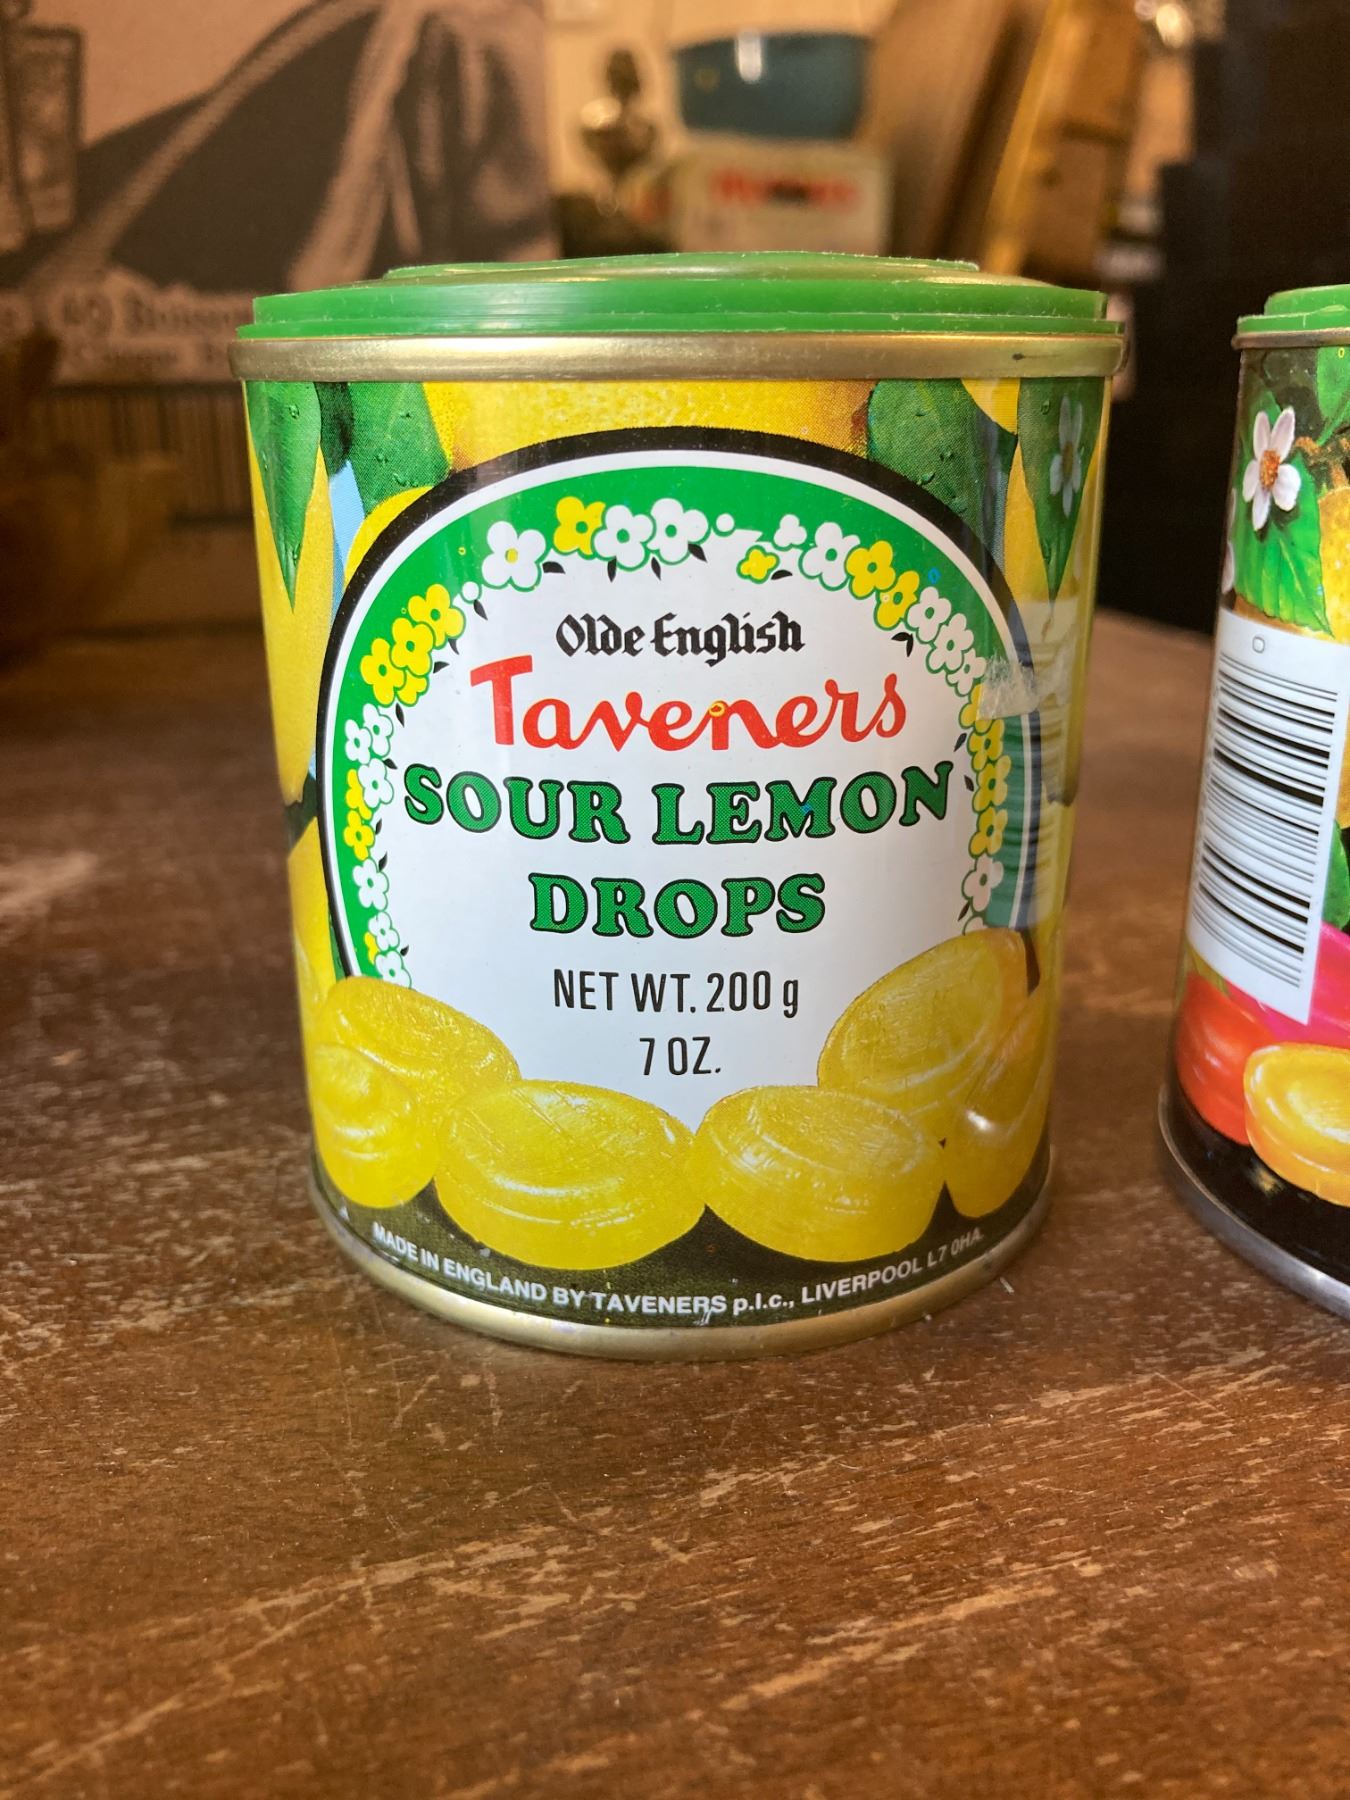 Olde English
Taveners
SOUR LEMON
DROPS
NET WT. 200 g
7 OZ.
MADE IN ENGLAND BY TAVENERS p.l.c., LIVERPOOL L7 0HA